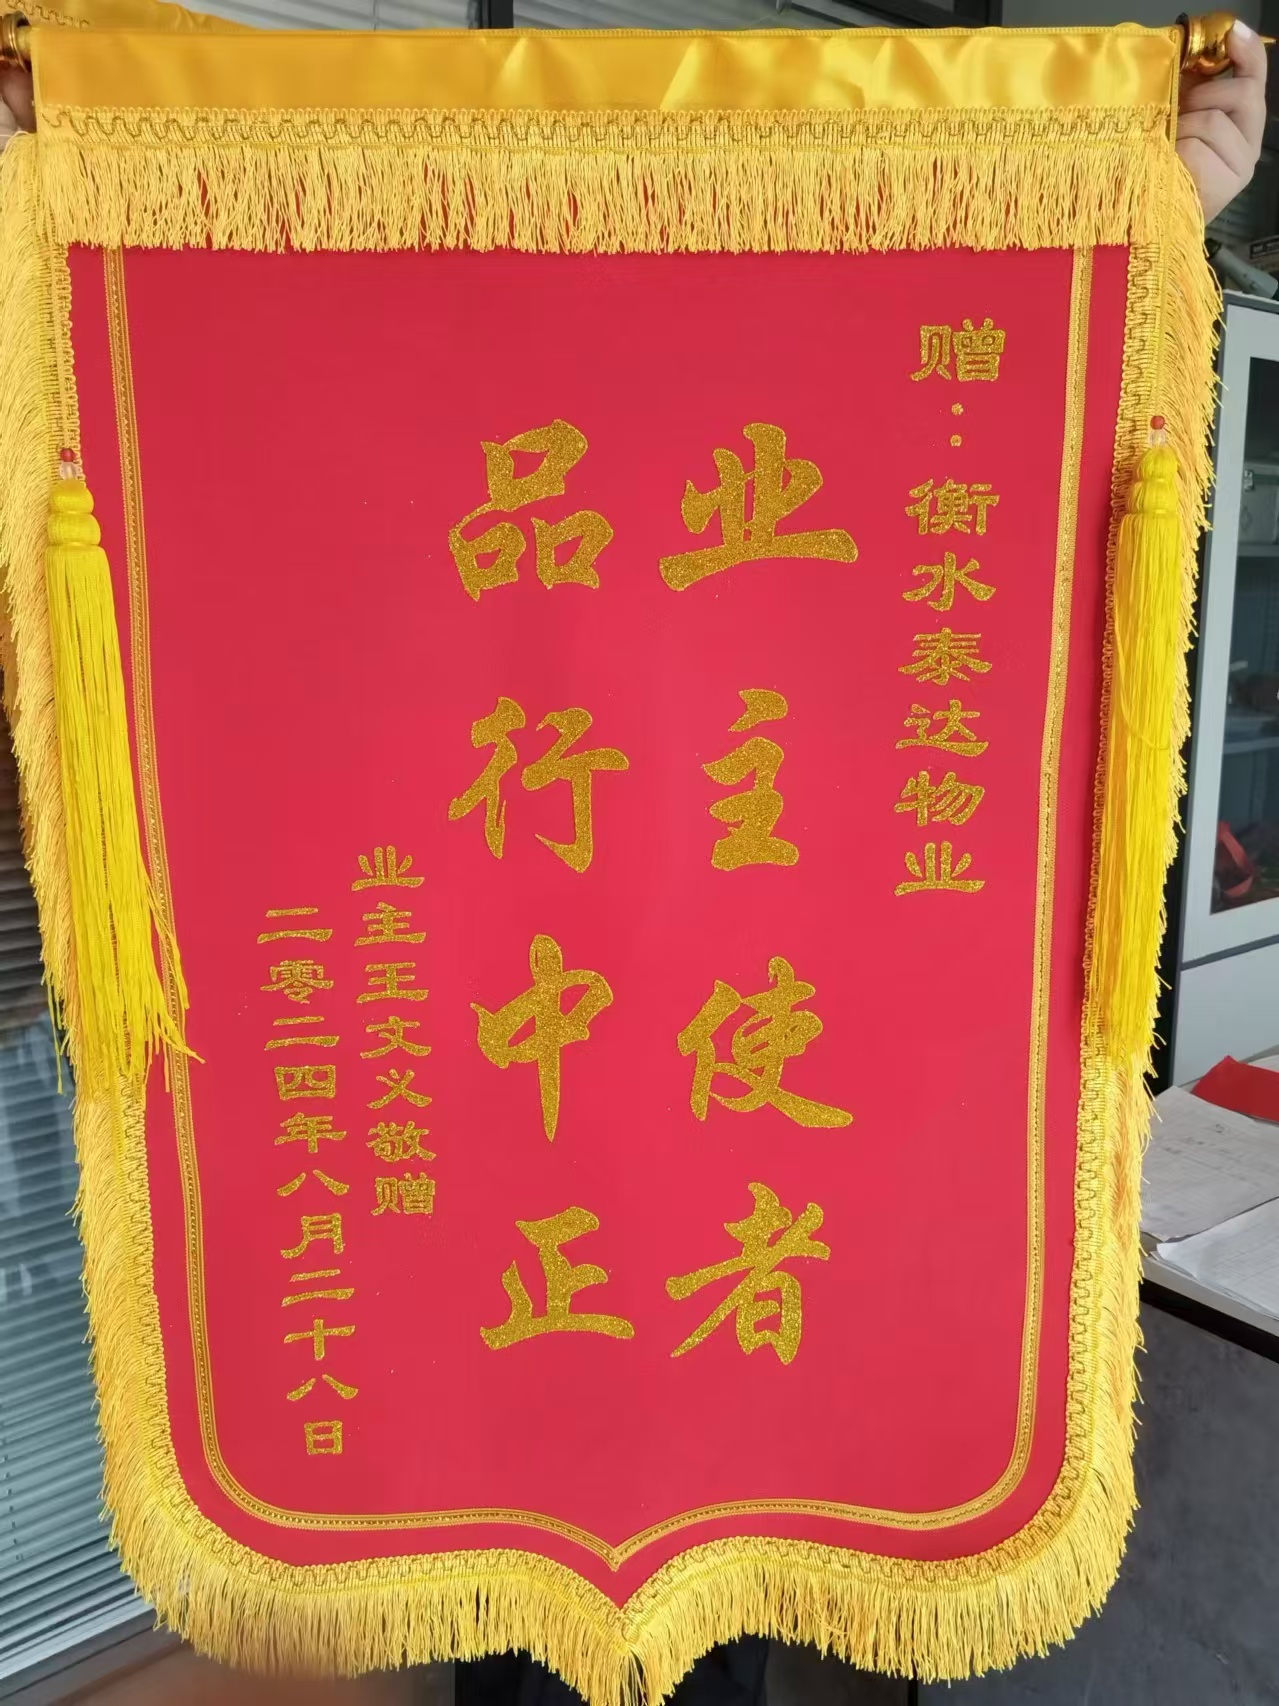 赠：衡水泰达物业
业主使者
品行中正
业主王文义敬赠
二零二四年八月二十八日